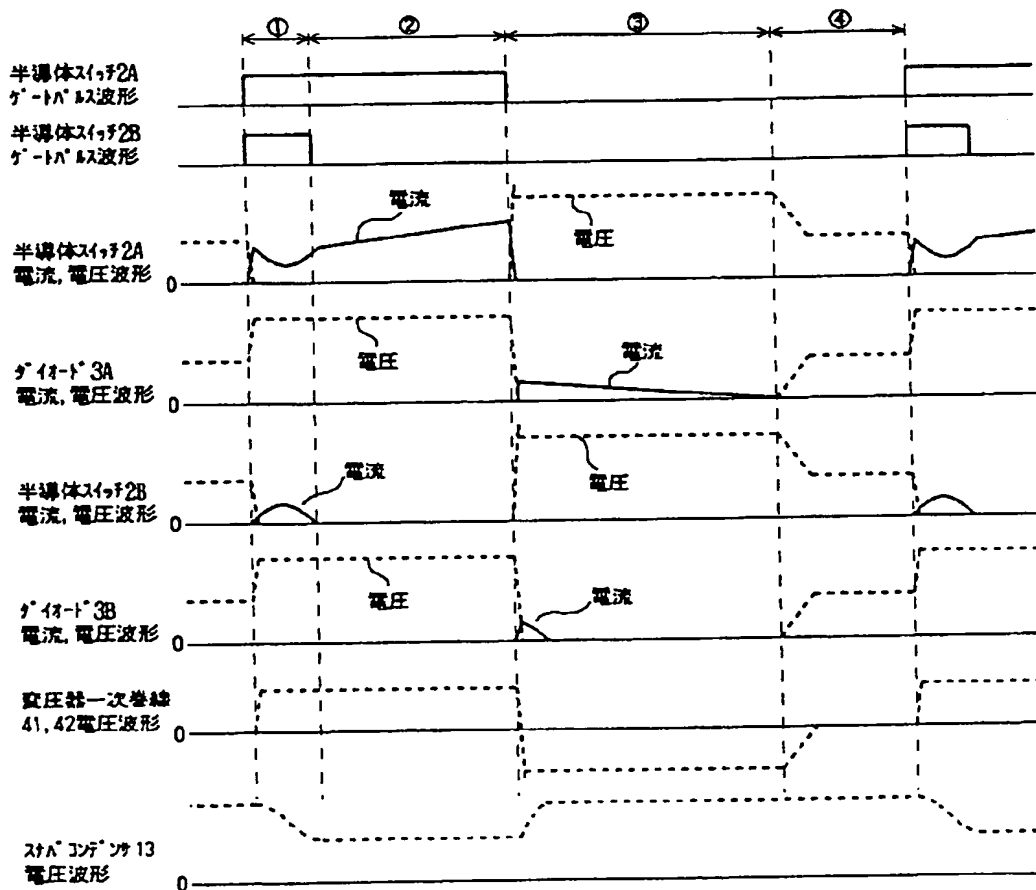 ① ② ③ ④
半導体スイッチ2A
ゲートパルス波形
半導体スイッチ2B
ゲートパルス波形
電流
電圧
半導体スイッチ2A
電流,電圧波形
0
電圧
電流
ダイオード3A
電流,電圧波形
0
電流
電圧
半導体スイッチ2B
電流,電圧波形
0
電圧
電流
ダイオード3B
電流,電圧波形
0
変圧器一次巻線
41,42電圧波形
0
スナバコンデンサ13
電圧波形
0